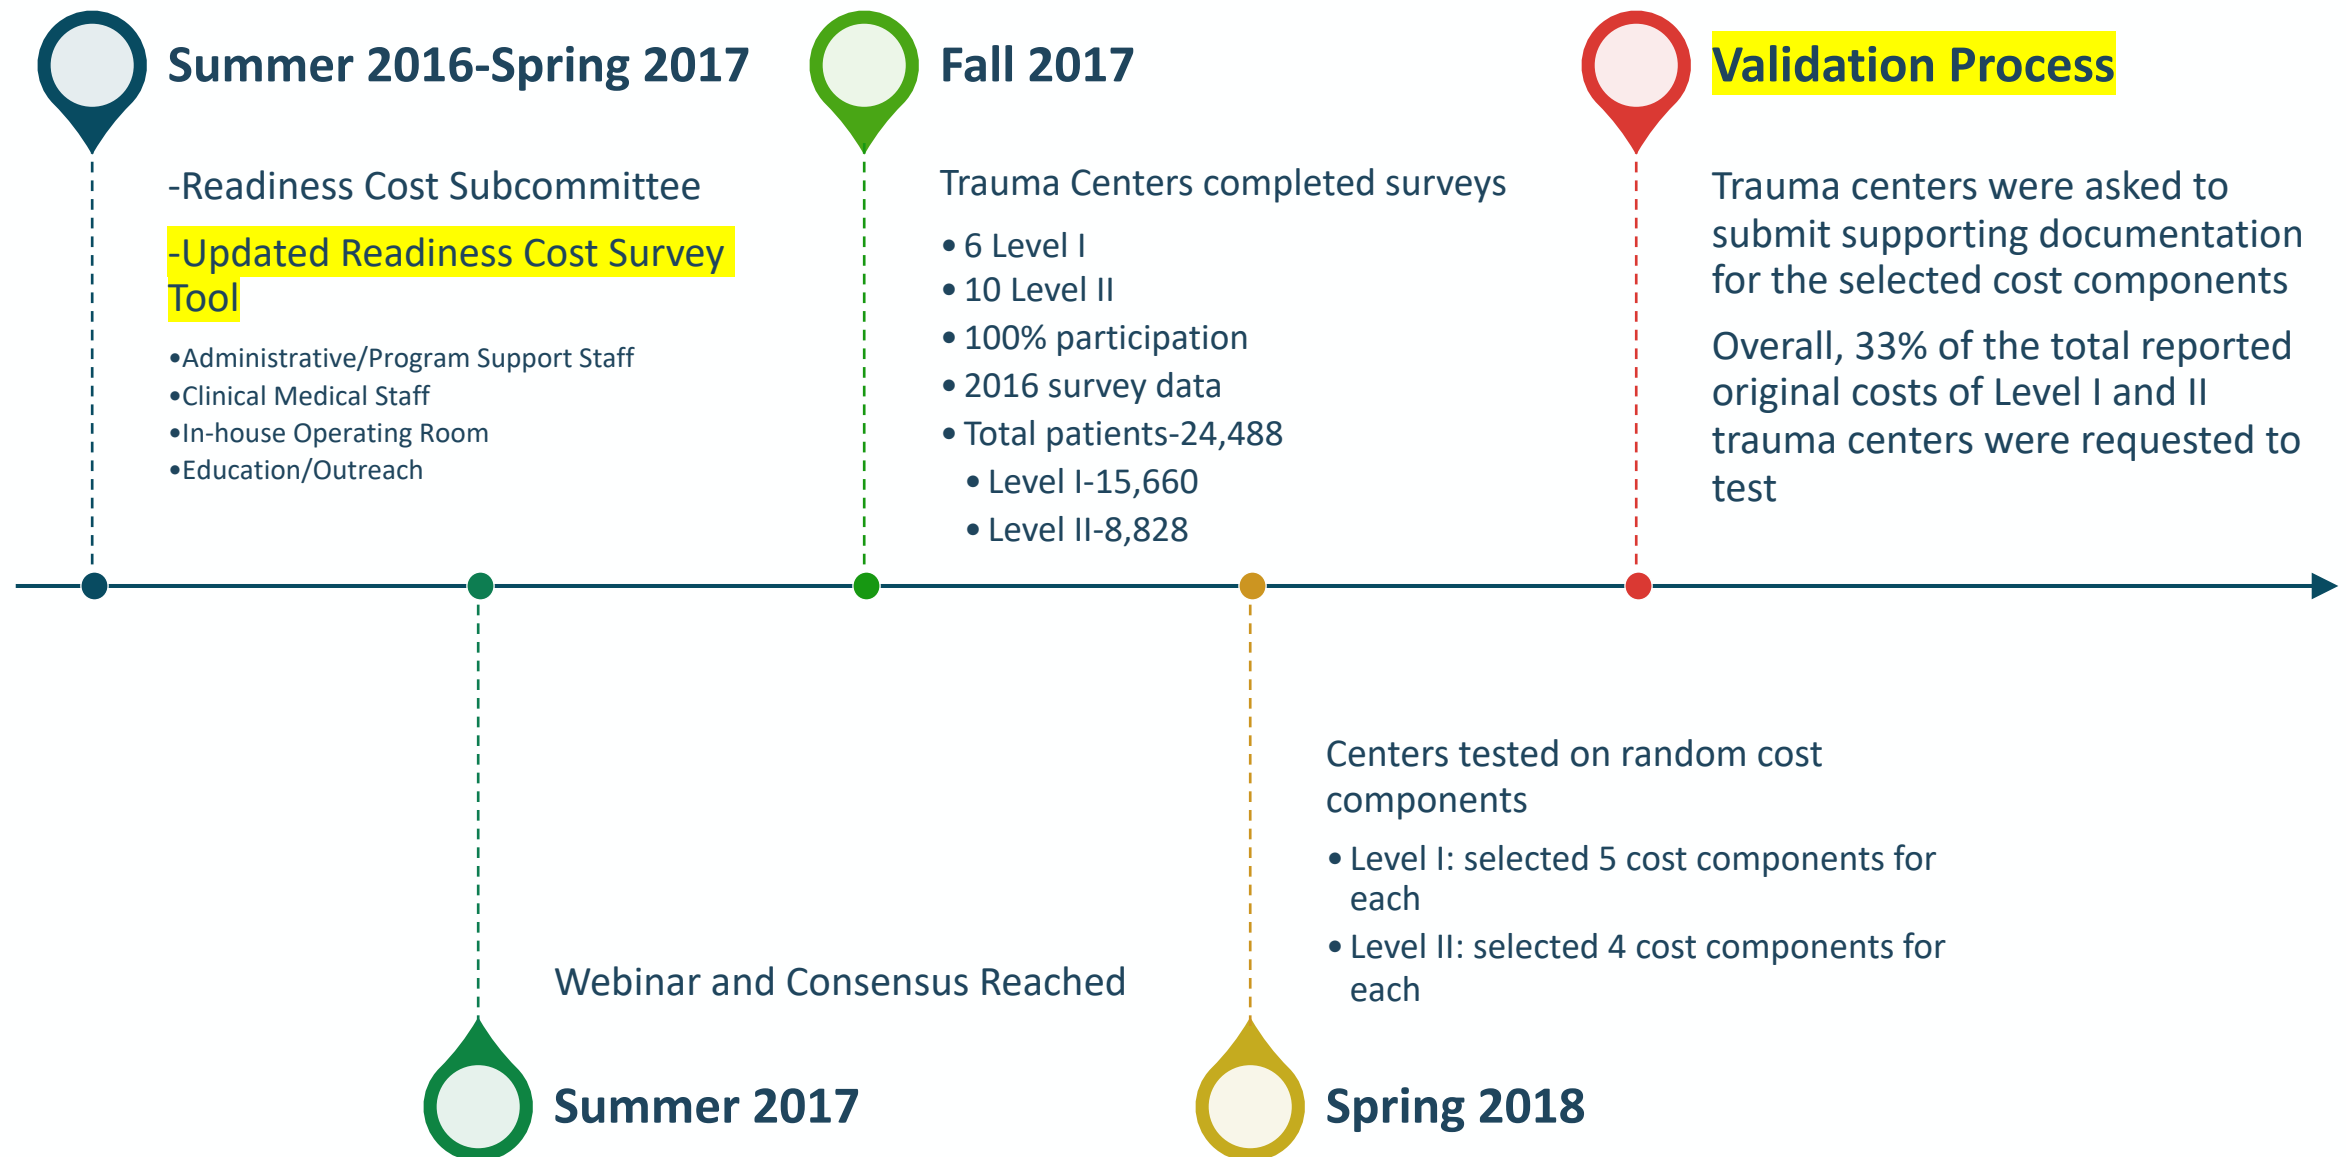 Summer 2016-Spring 2017
-Readiness Cost Subcommittee
-Updated Readiness Cost Survey
Tool
•Administrative/Program Support Staff
•Clinical Medical Staff
•In-house Operating Room
•Education/Outreach
Webinar and Consensus Reached
Summer 2017
Fall 2017
Trauma Centers completed surveys
• 6 Level I
• 10 Level II
• 100% participation
• 2016 survey data
• Total patients-24,488
• Level I-15,660
• Level II-8,828
Centers tested on random cost
components
• Level I: selected 5 cost components for
each
• Level II: selected 4 cost components for
each
Spring 2018
Validation Process
Trauma centers were asked to
submit supporting documentation
for the selected cost components
Overall, 33% of the total reported
original costs of Level I and II
trauma centers were requested to
test